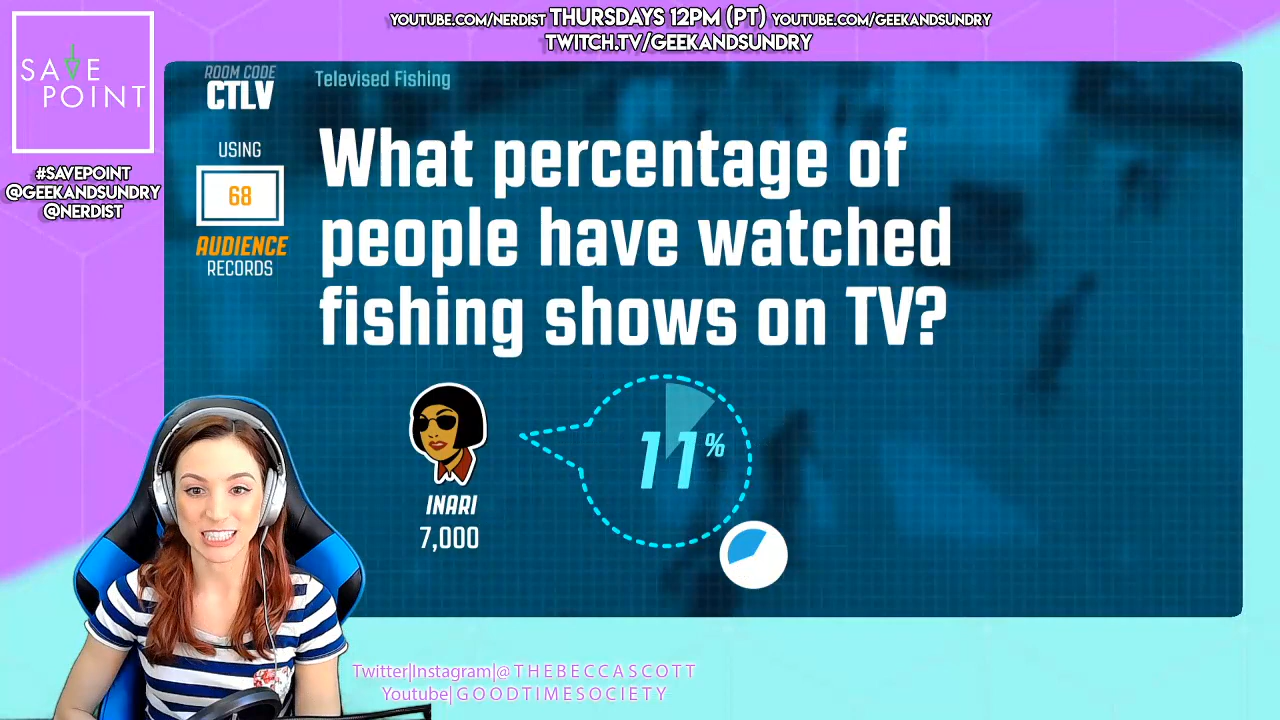 YOUTUBE.COM/NERDIST THURSDAYS 12PM (PT) YOUTUBE.COM/GEEKANDSUNDRY
TWITCH.TV/GEEKANDSUNDRY
SAVE
POINT
#SAVEPOINT
@GEEKANDSUNDRY
@NERDIST
ROOM CODE
CTLV
USING
68
AUDIENCE
RECORDS
Televised Fishing
What percentage of
people have watched
fishing shows on TV?
11%
INARI
7,000
Twitter|Instagram|@THEBECCASCOTT
Youtube|GOODTIMESOCIETY